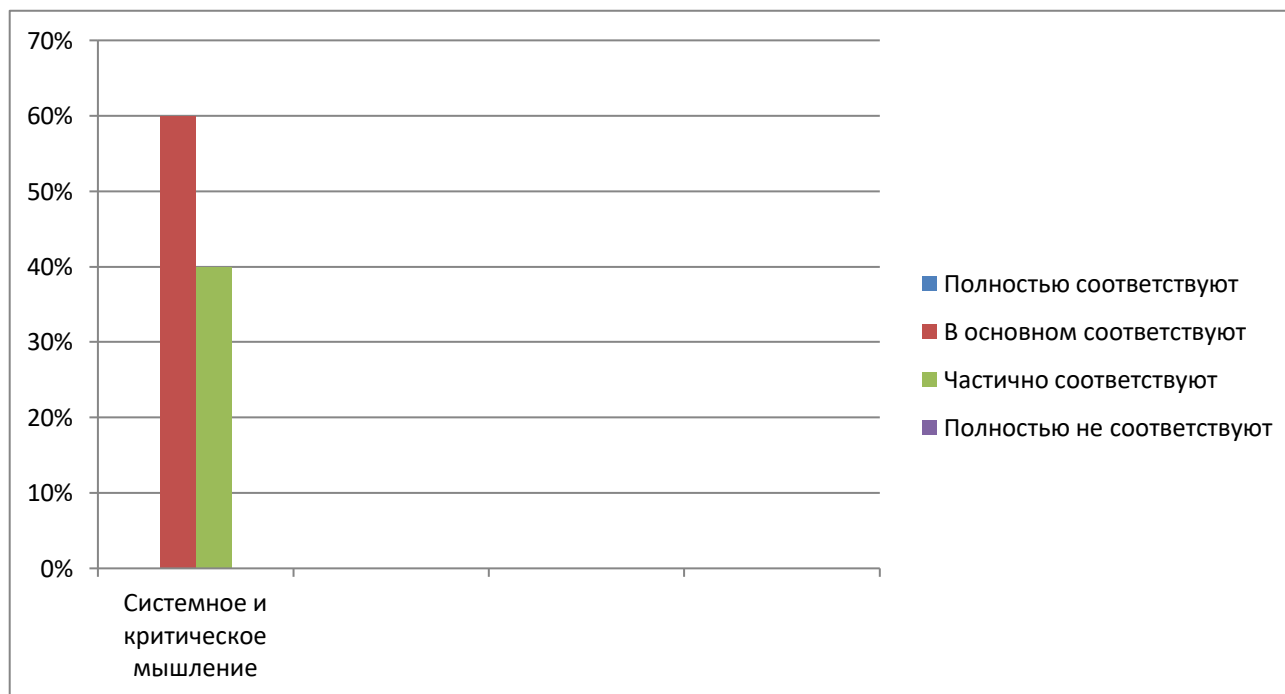 70%
60%
50%
40%
30%
20%
10%
0%
Системное и
критическое
мышление
Полностью соответствуют
В основном соответствуют
Частично соответствуют
Полностью не соответствуют